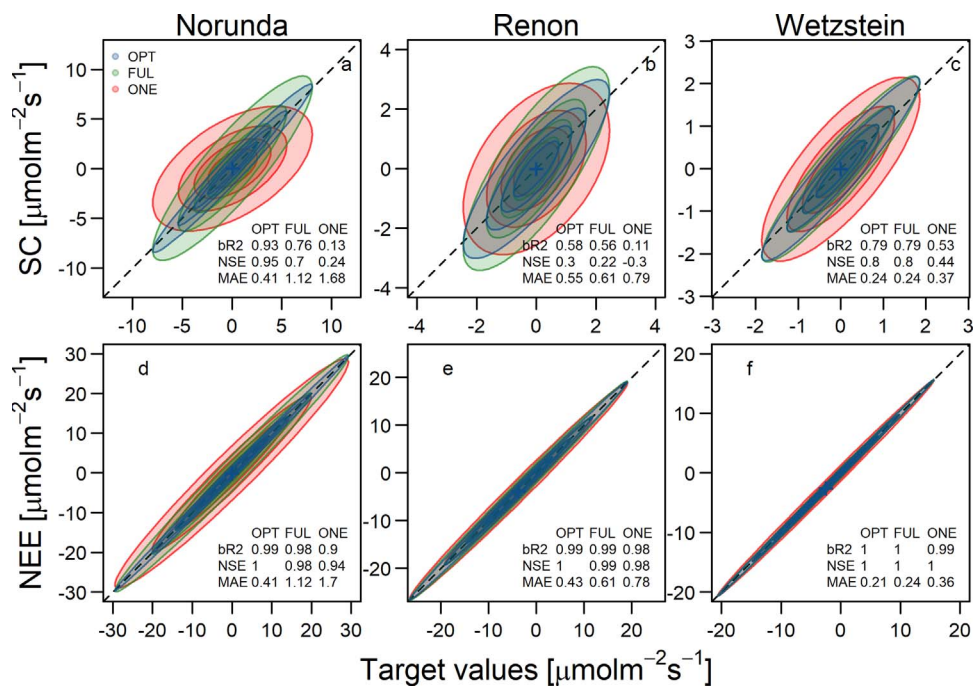 Norunda
Renon
Wetzstein
SC [μmolm−2s−1]
10
5
0
-5
-10
OPT
FUL
ONE
a
OPT FUL ONE
bR2 0.93 0.76 0.13
NSE 0.95 0.7 0.24
MAE 0.41 1.12 1.68
-10 -5 0 5 10
4
2
0
-2
-4
b
OPT FUL ONE
bR2 0.58 0.56 0.11
NSE 0.3 0.22 -0.3
MAE 0.55 0.61 0.79
-4 -2 0 2 4
3
2
1
0
-1
-2
-3
c
OPT FUL ONE
bR2 0.79 0.79 0.53
NSE 0.8 0.8 0.44
MAE 0.24 0.24 0.37
-3 -2 -1 0 1 2 3
NEE [μmolm−2s−1]
30
20
10
0
-10
-20
-30
d
OPT FUL ONE
bR2 0.99 0.98 0.9
NSE 1 0.98 0.94
MAE 0.41 1.12 1.7
-30 -20 -10 0 10 20 30
20
10
0
-10
-20
e
OPT FUL ONE
bR2 0.99 0.99 0.98
NSE 1 0.99 0.98
MAE 0.43 0.61 0.78
-20 -10 0 10 20
20
10
0
-10
-20
f
OPT FUL ONE
bR2 1 1 0.99
NSE 1 1 1
MAE 0.21 0.24 0.36
-20 -10 0 10 20
Target values [μmolm−2s−1]